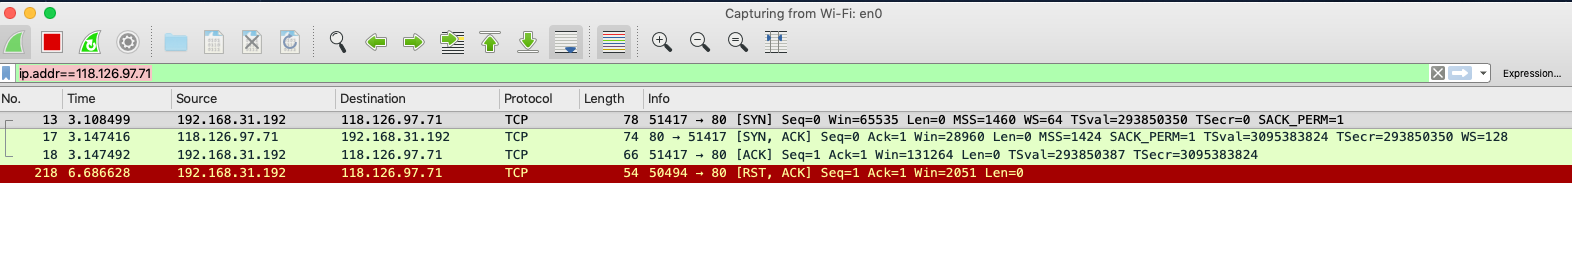 Capturing from Wi-Fi: en0
ip.addr==118.126.97.71 Expression...
No. Time Source Destination Protocol Length Info
13 3.108499 192.168.31.192 118.126.97.71 TCP 78 51417 → 80 [SYN] Seq=0 Win=65535 Len=0 MSS=1460 WS=64 TSval=293850350 TSecr=0 SACK_PERM=1
17 3.147416 118.126.97.71 192.168.31.192 TCP 74 80 → 51417 [SYN, ACK] Seq=0 Ack=1 Win=28960 Len=0 MSS=1424 SACK_PERM=1 TSval=3095383824 TSecr=293850350 WS=128
18 3.147492 192.168.31.192 118.126.97.71 TCP 66 51417 → 80 [ACK] Seq=1 Ack=1 Win=131264 Len=0 TSval=293850387 TSecr=3095383824
218 6.686628 192.168.31.192 118.126.97.71 TCP 54 50494 → 80 [RST, ACK] Seq=1 Ack=1 Win=2051 Len=0